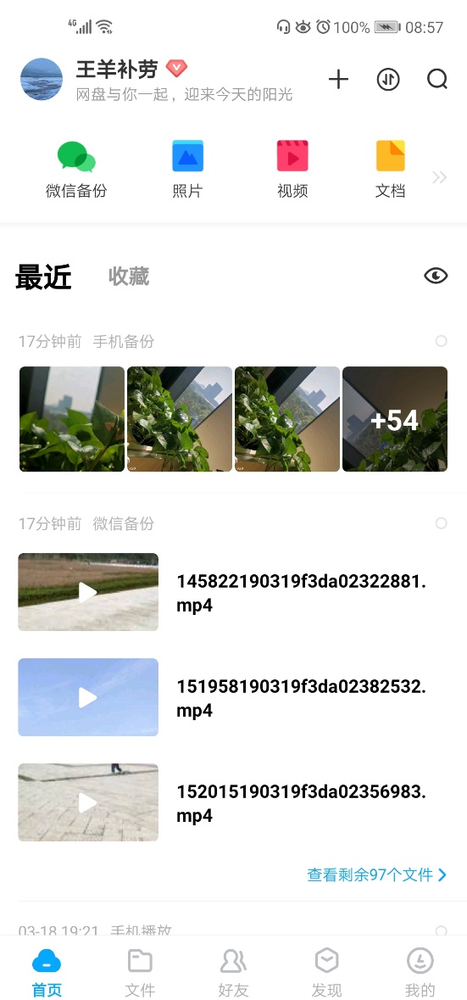 4G 100% 08:57
王羊补劳
网盘与你一起，迎来今天的阳光
微信备份 照片 视频 文档
最近 收藏
17分钟前 手机备份
+54
17分钟前 微信备份
145822190319f3da02322881.
mp4
151958190319f3da02382532.
mp4
152015190319f3da02356983.
mp4
查看剩余97个文件
03-18 19:21 手机播放
首页 文件 好友 发现 我的